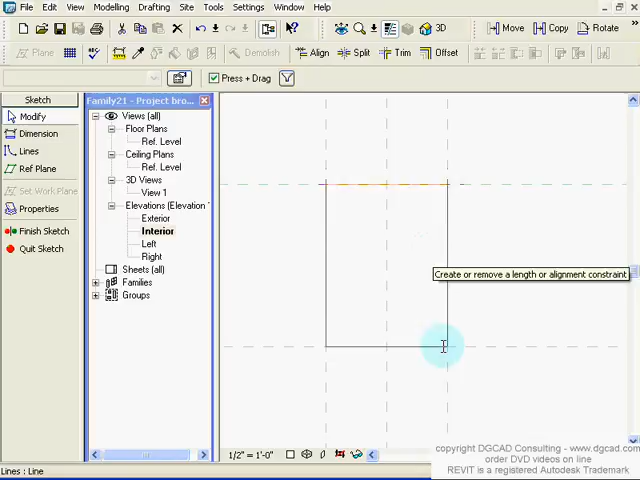 File Edit View Modelling Drafting Site Tools Settings Window Help
3D Align Split Trim Offset Move Copy Rotate
Plane Demolish
Press + Drag
Sketch
Modify
Dimension
Lines
Ref Plane
Set Work Plane
Properties
Finish Sketch
Quit Sketch
Family21 - Project bro...
Views (all)
Floor Plans
Ref. Level
Ceiling Plans
Ref. Level
3D Views
View 1
Elevations (Elevation
Exterior
Interior
Left
Right
Sheets (all)
Families
Groups
Create or remove a length or alignment constraint
1/2" = 1'-0"
Lines : Line
copyright DGCAD Consulting - www.dgcad.com
order DVD videos on line
REVIT is a registered Autodesk Trademark